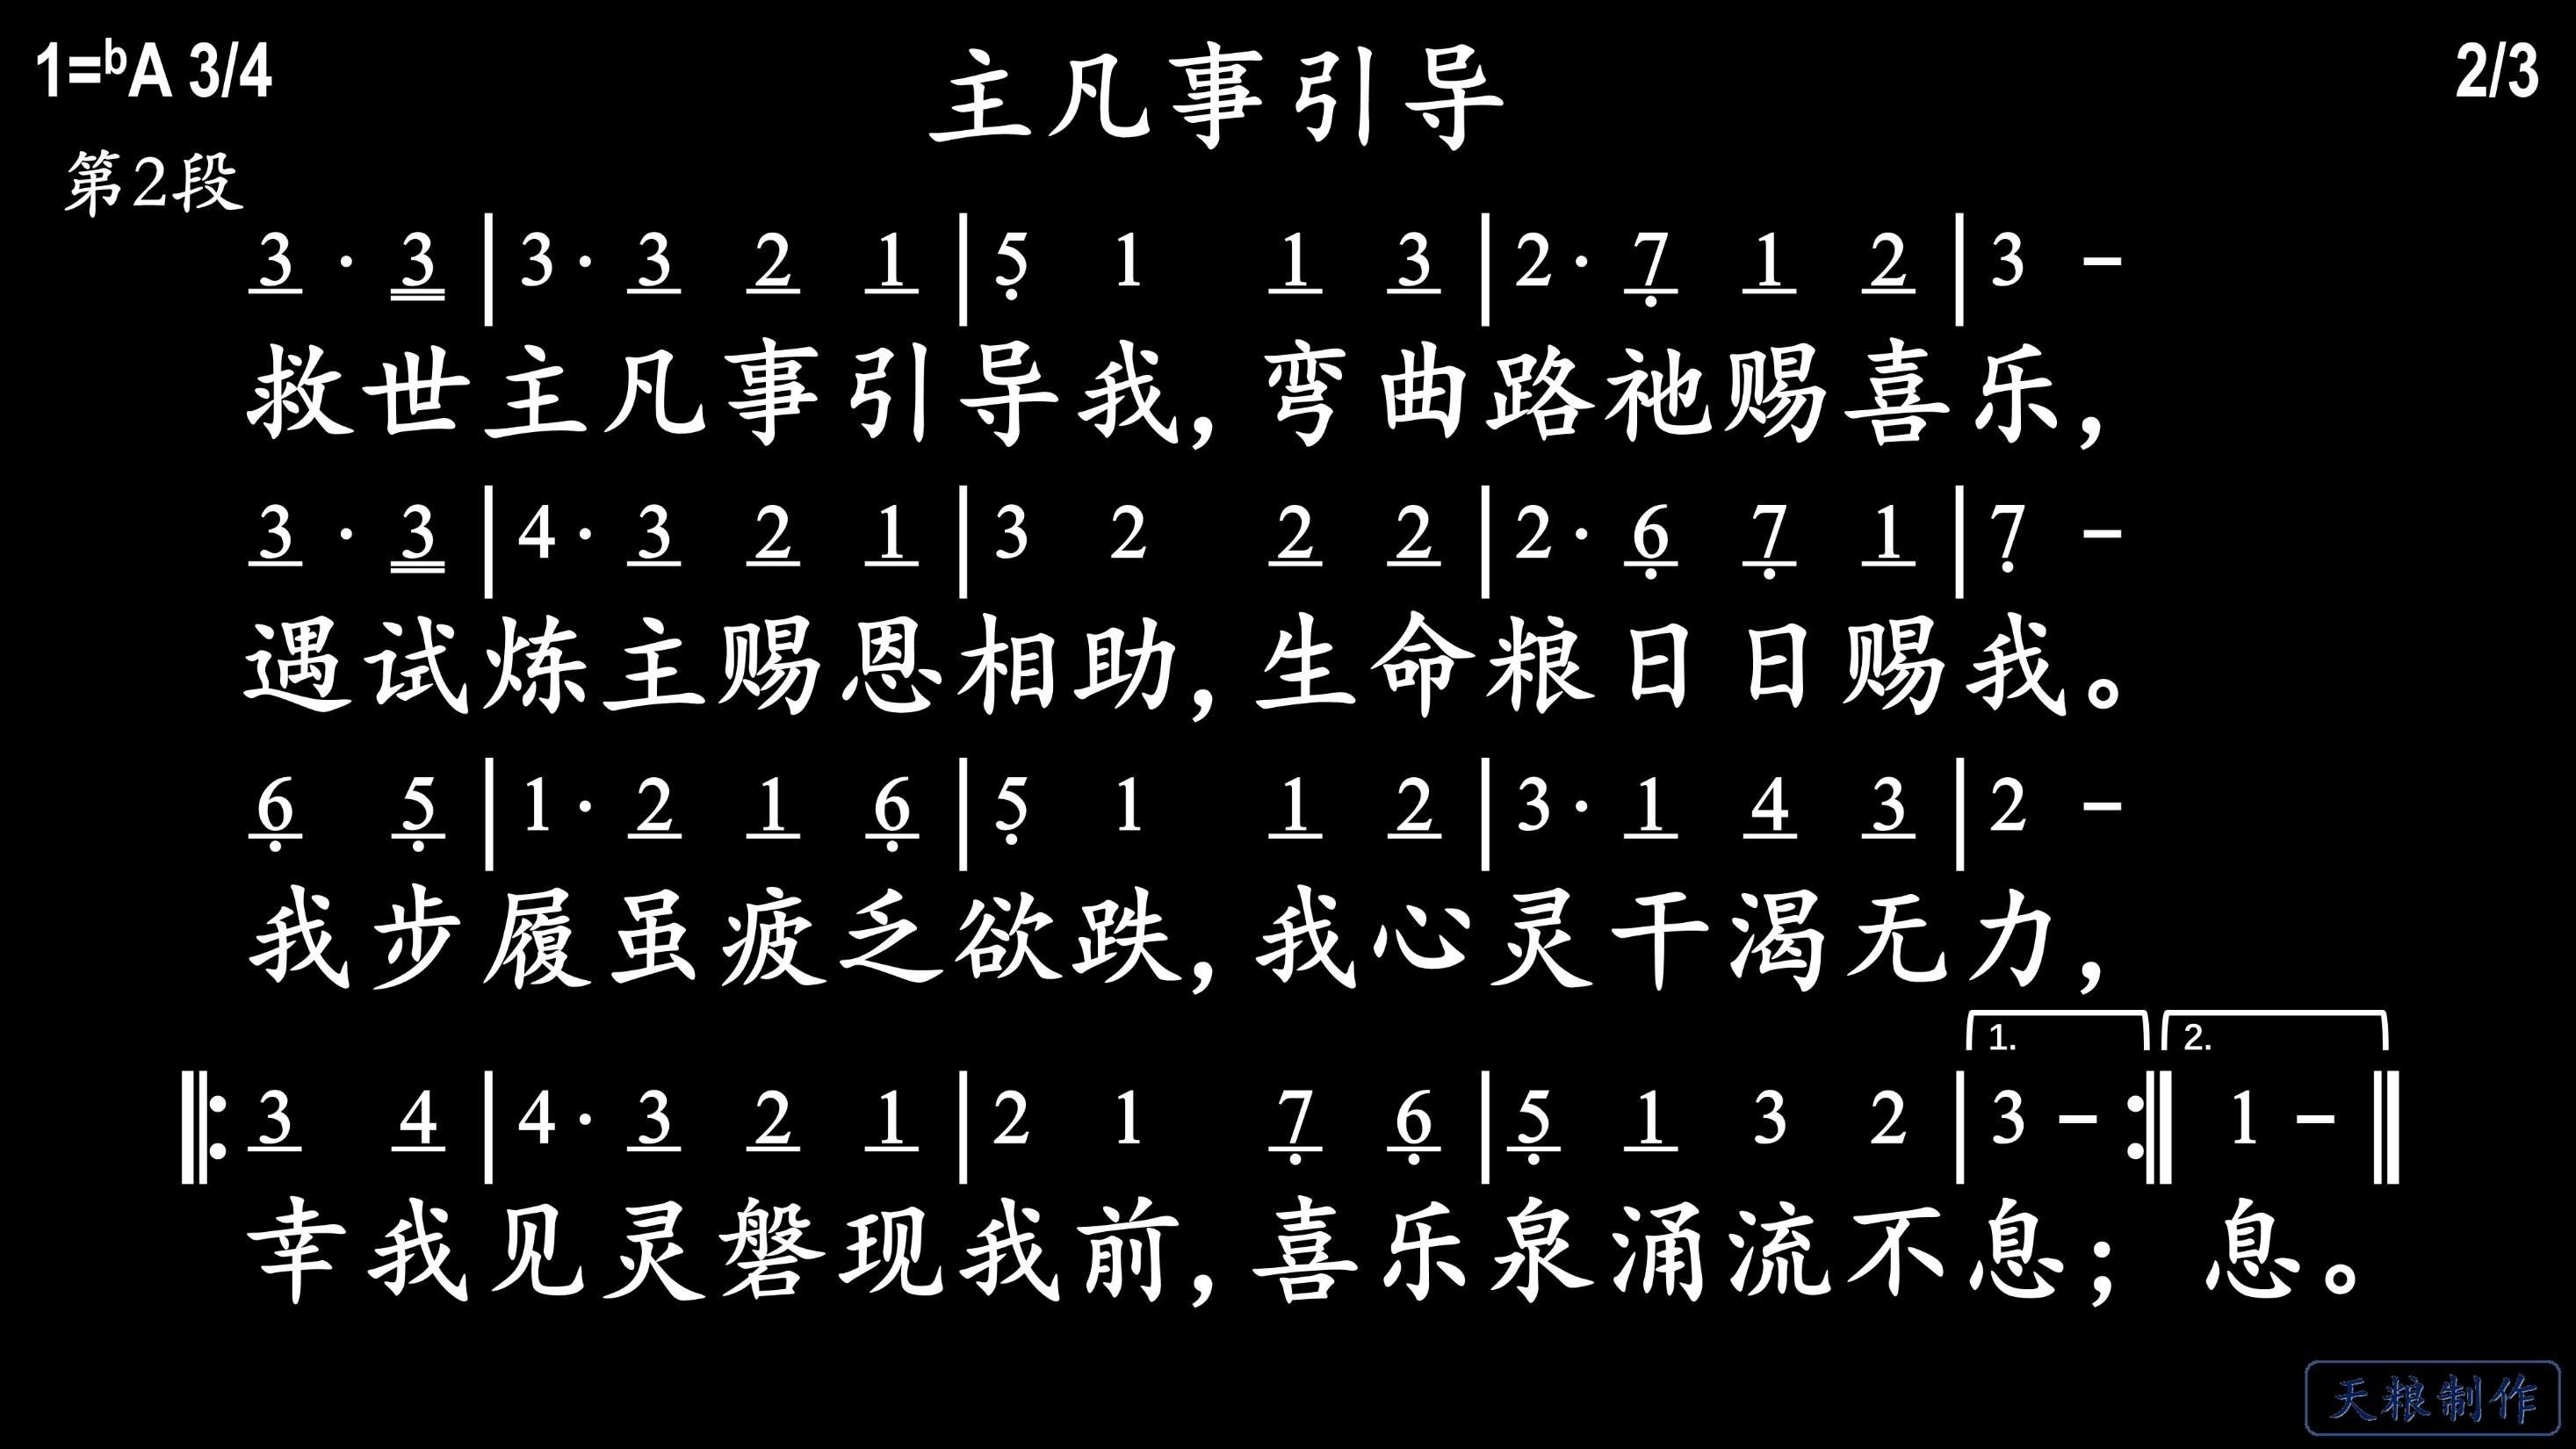 1=bA 3/4
主凡事引导
2/3
第2段
3 · 3 | 3 · 3 2 1 | 5 1 1 3 | 2 · 7 1 2 | 3 –
救世主凡事引导我，弯曲路祂赐喜乐，
3 · 3 | 4 · 3 2 1 | 3 2 2 2 | 2 · 6 7 1 | 7 –
遇试炼主赐恩相助，生命粮日日赐我。
6 5 | 1 · 2 1 6 | 5 1 1 2 | 3 · 1 4 3 | 2 –
我步履虽疲乏欲跌，我心灵干渴无力，
1. 2.
‖: 3 4 | 4 · 3 2 1 | 2 1 7 6 | 5 1 3 2 | 3 – :‖ 1 – ‖
幸我见灵磐现我前，喜乐泉涌流不息； 息。
天粮制作